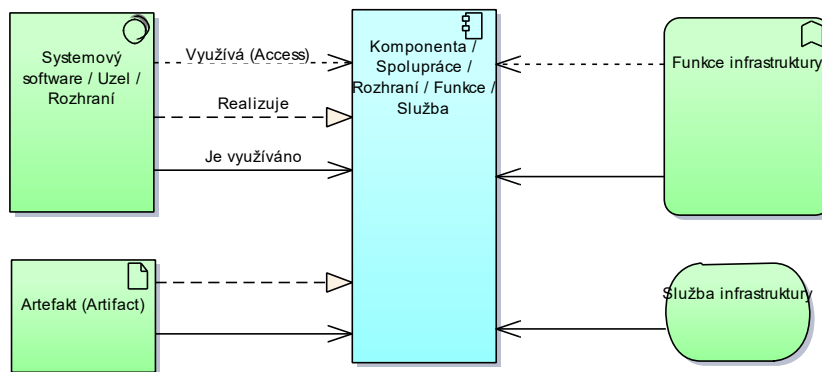 Systemový
software / Uzel /
Rozhraní
Využívá (Access)
Realizuje
Je využíváno
Komponenta /
Spolupráce /
Rozhraní / Funkce /
Služba
Funkce infrastruktury
Artefakt (Artifact)
Služba infrastruktury